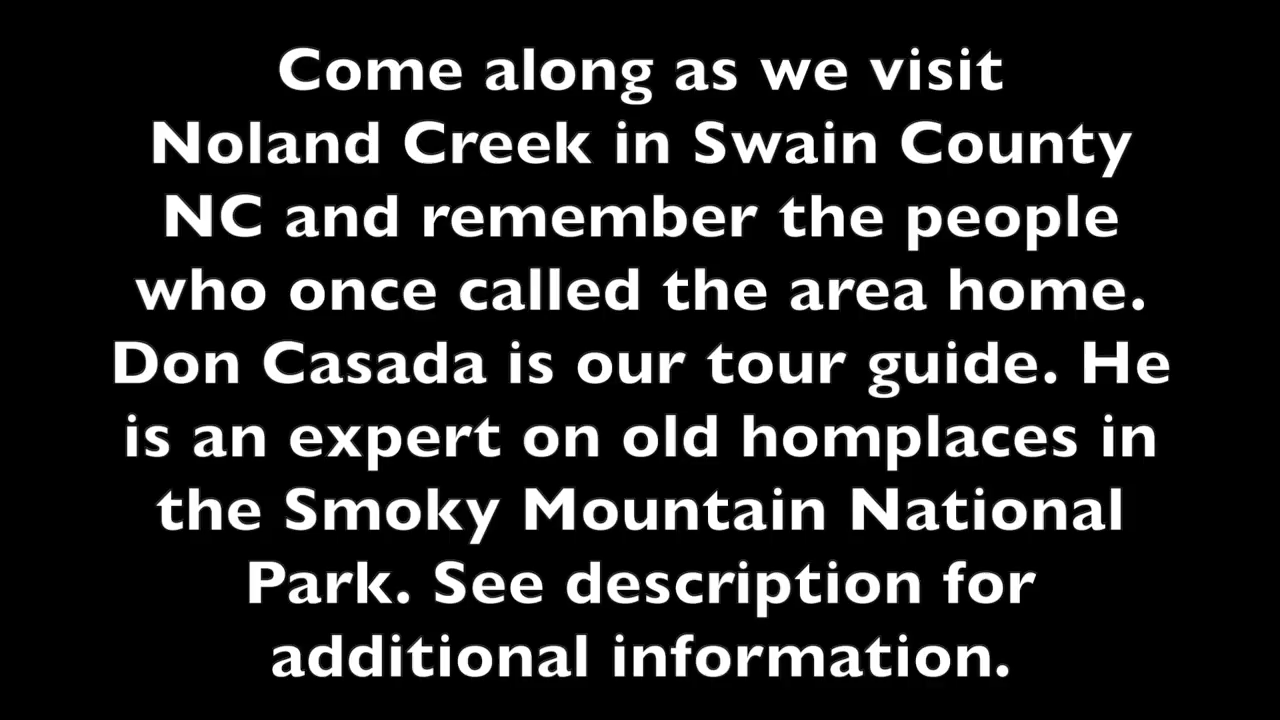 Come along as we visit
Noland Creek in Swain County
NC and remember the people
who once called the area home.
Don Casada is our tour guide. He
is an expert on old homplaces in
the Smoky Mountain National
Park. See description for
additional information.